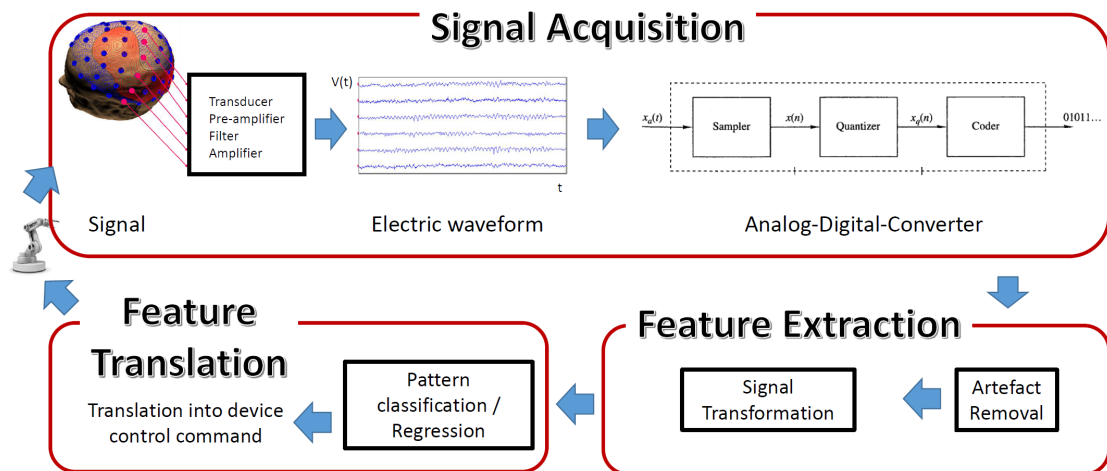 Signal Acquisition
Transducer
Pre-amplifier
Filter
Amplifier
V(t)
t
xₐ(t)
Sampler
x(n)
Quantizer
x_q(n)
Coder
01011...
Signal
Electric waveform
Analog-Digital-Converter
Feature
Translation
Translation into device
control command
Pattern
classification /
Regression
Feature Extraction
Signal
Transformation
Artefact
Removal